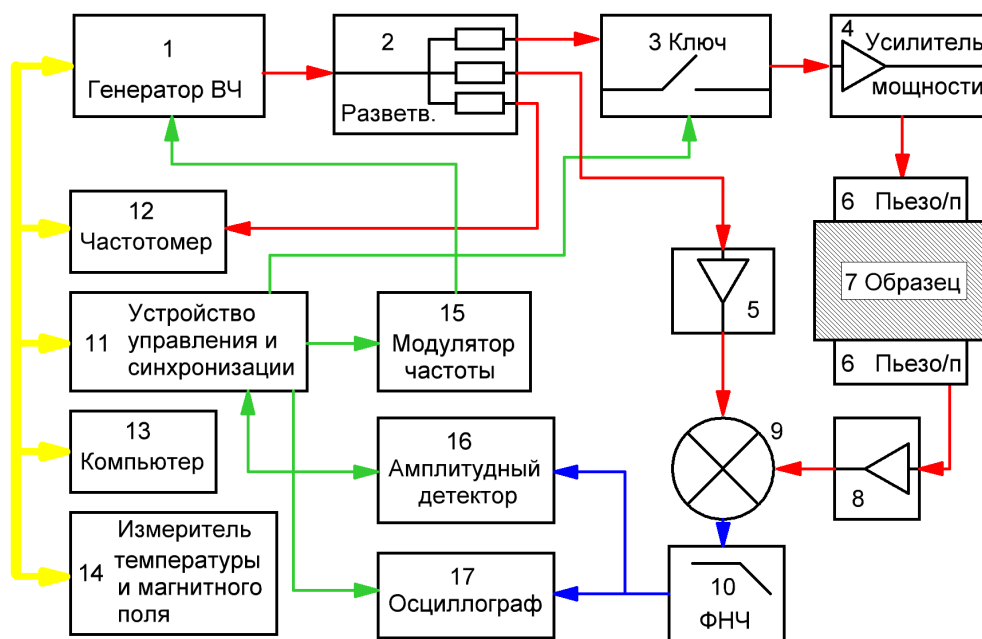 1
Генератор ВЧ
2
Разветв.
3 Ключ
4
Усилитель
мощности
12
Частотомер
6 Пьезо/п
7 Образец
6 Пьезо/п
5
11
Устройство
управления и
синхронизации
15
Модулятор
частоты
13
Компьютер
16
Амплитудный
детектор
9
8
14
Измеритель
температуры
и магнитного
поля
17
Осциллограф
10
ФНЧ